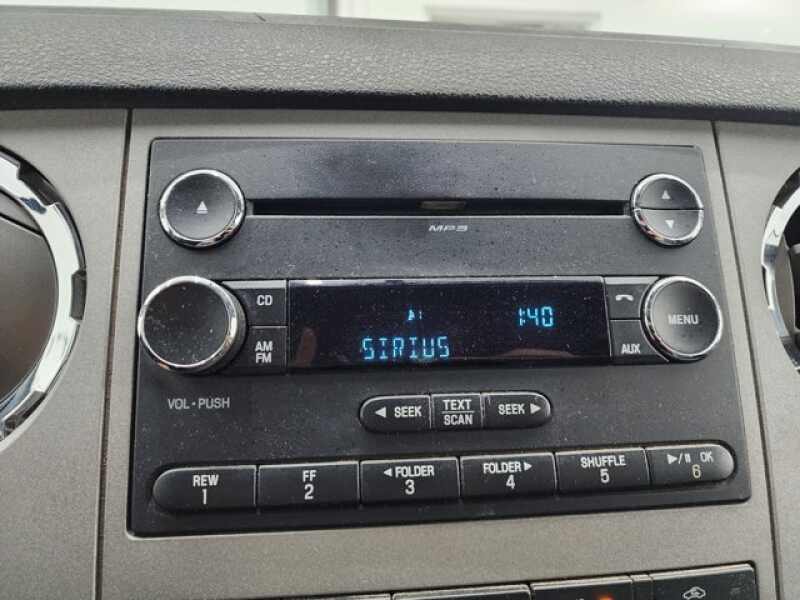 MP3
CD
AM
FM
1:40
SIRIUS
MENU
AUX
VOL • PUSH
◄ SEEK
TEXT
SCAN
SEEK ►
REW
1
FF
2
◄ FOLDER
3
FOLDER ►
4
SHUFFLE
5
►/II OK
6